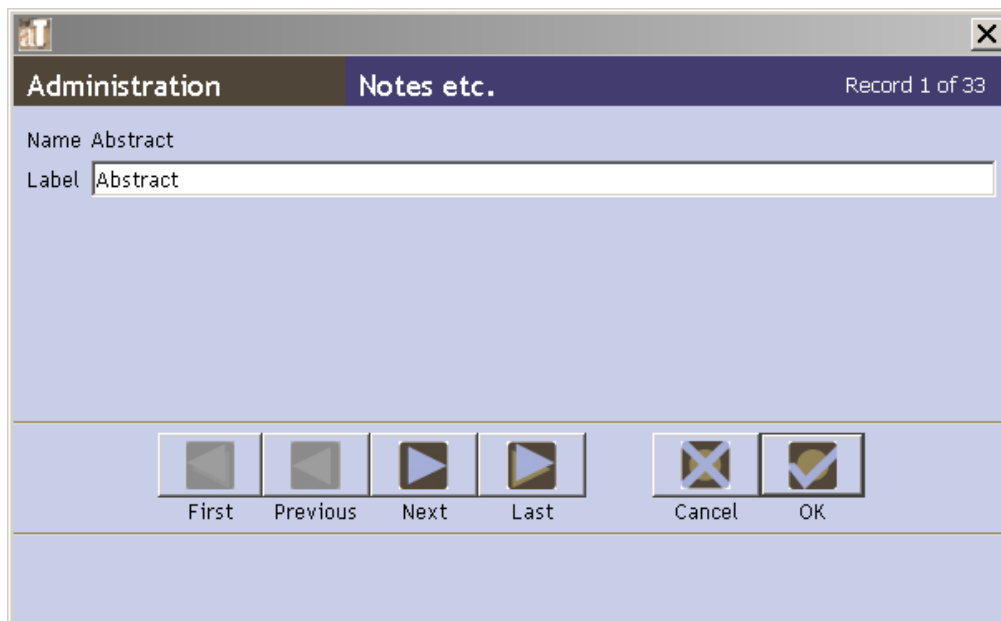 aT
Administration Notes etc. Record 1 of 33
Name Abstract
Label Abstract
First Previous Next Last Cancel OK